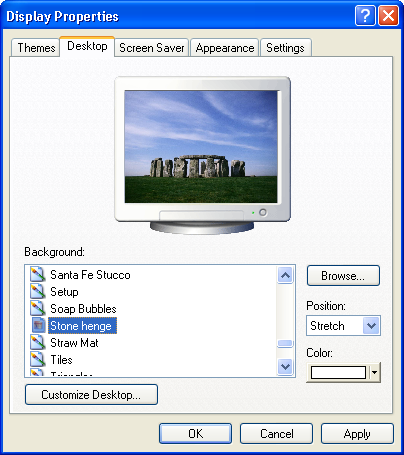 Display Properties
Themes Desktop Screen Saver Appearance Settings
Background:
Santa Fe Stucco
Setup
Soap Bubbles
Stone henge
Straw Mat
Tiles
Browse...
Position:
Stretch
Color:
Customize Desktop...
OK Cancel Apply